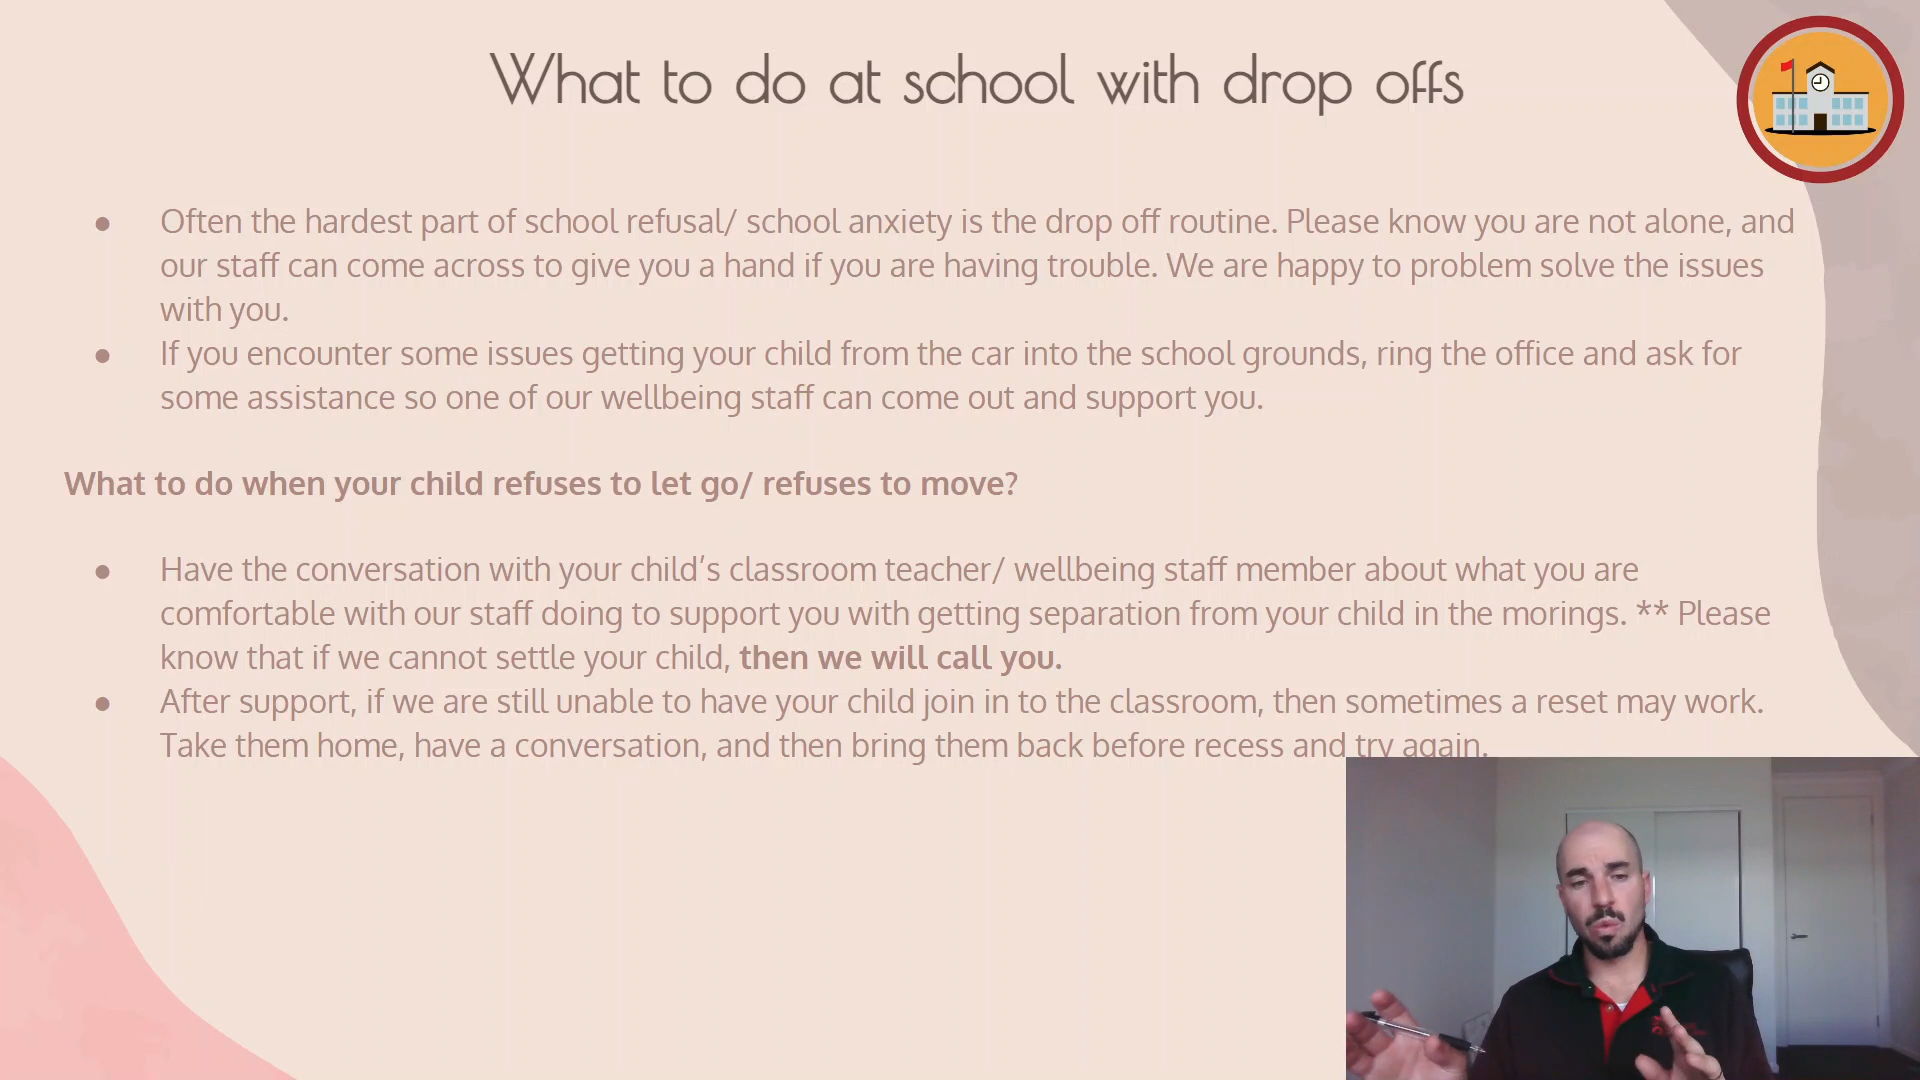 What to do at school with drop offs
● Often the hardest part of school refusal/ school anxiety is the drop off routine. Please know you are not alone, and
our staff can come across to give you a hand if you are having trouble. We are happy to problem solve the issues
with you.
● If you encounter some issues getting your child from the car into the school grounds, ring the office and ask for
some assistance so one of our wellbeing staff can come out and support you.
What to do when your child refuses to let go/ refuses to move?
● Have the conversation with your child’s classroom teacher/ wellbeing staff member about what you are
comfortable with our staff doing to support you with getting separation from your child in the morings. ** Please
know that if we cannot settle your child, then we will call you.
● After support, if we are still unable to have your child join in to the classroom, then sometimes a reset may work.
Take them home, have a conversation, and then bring them back before recess and try again.